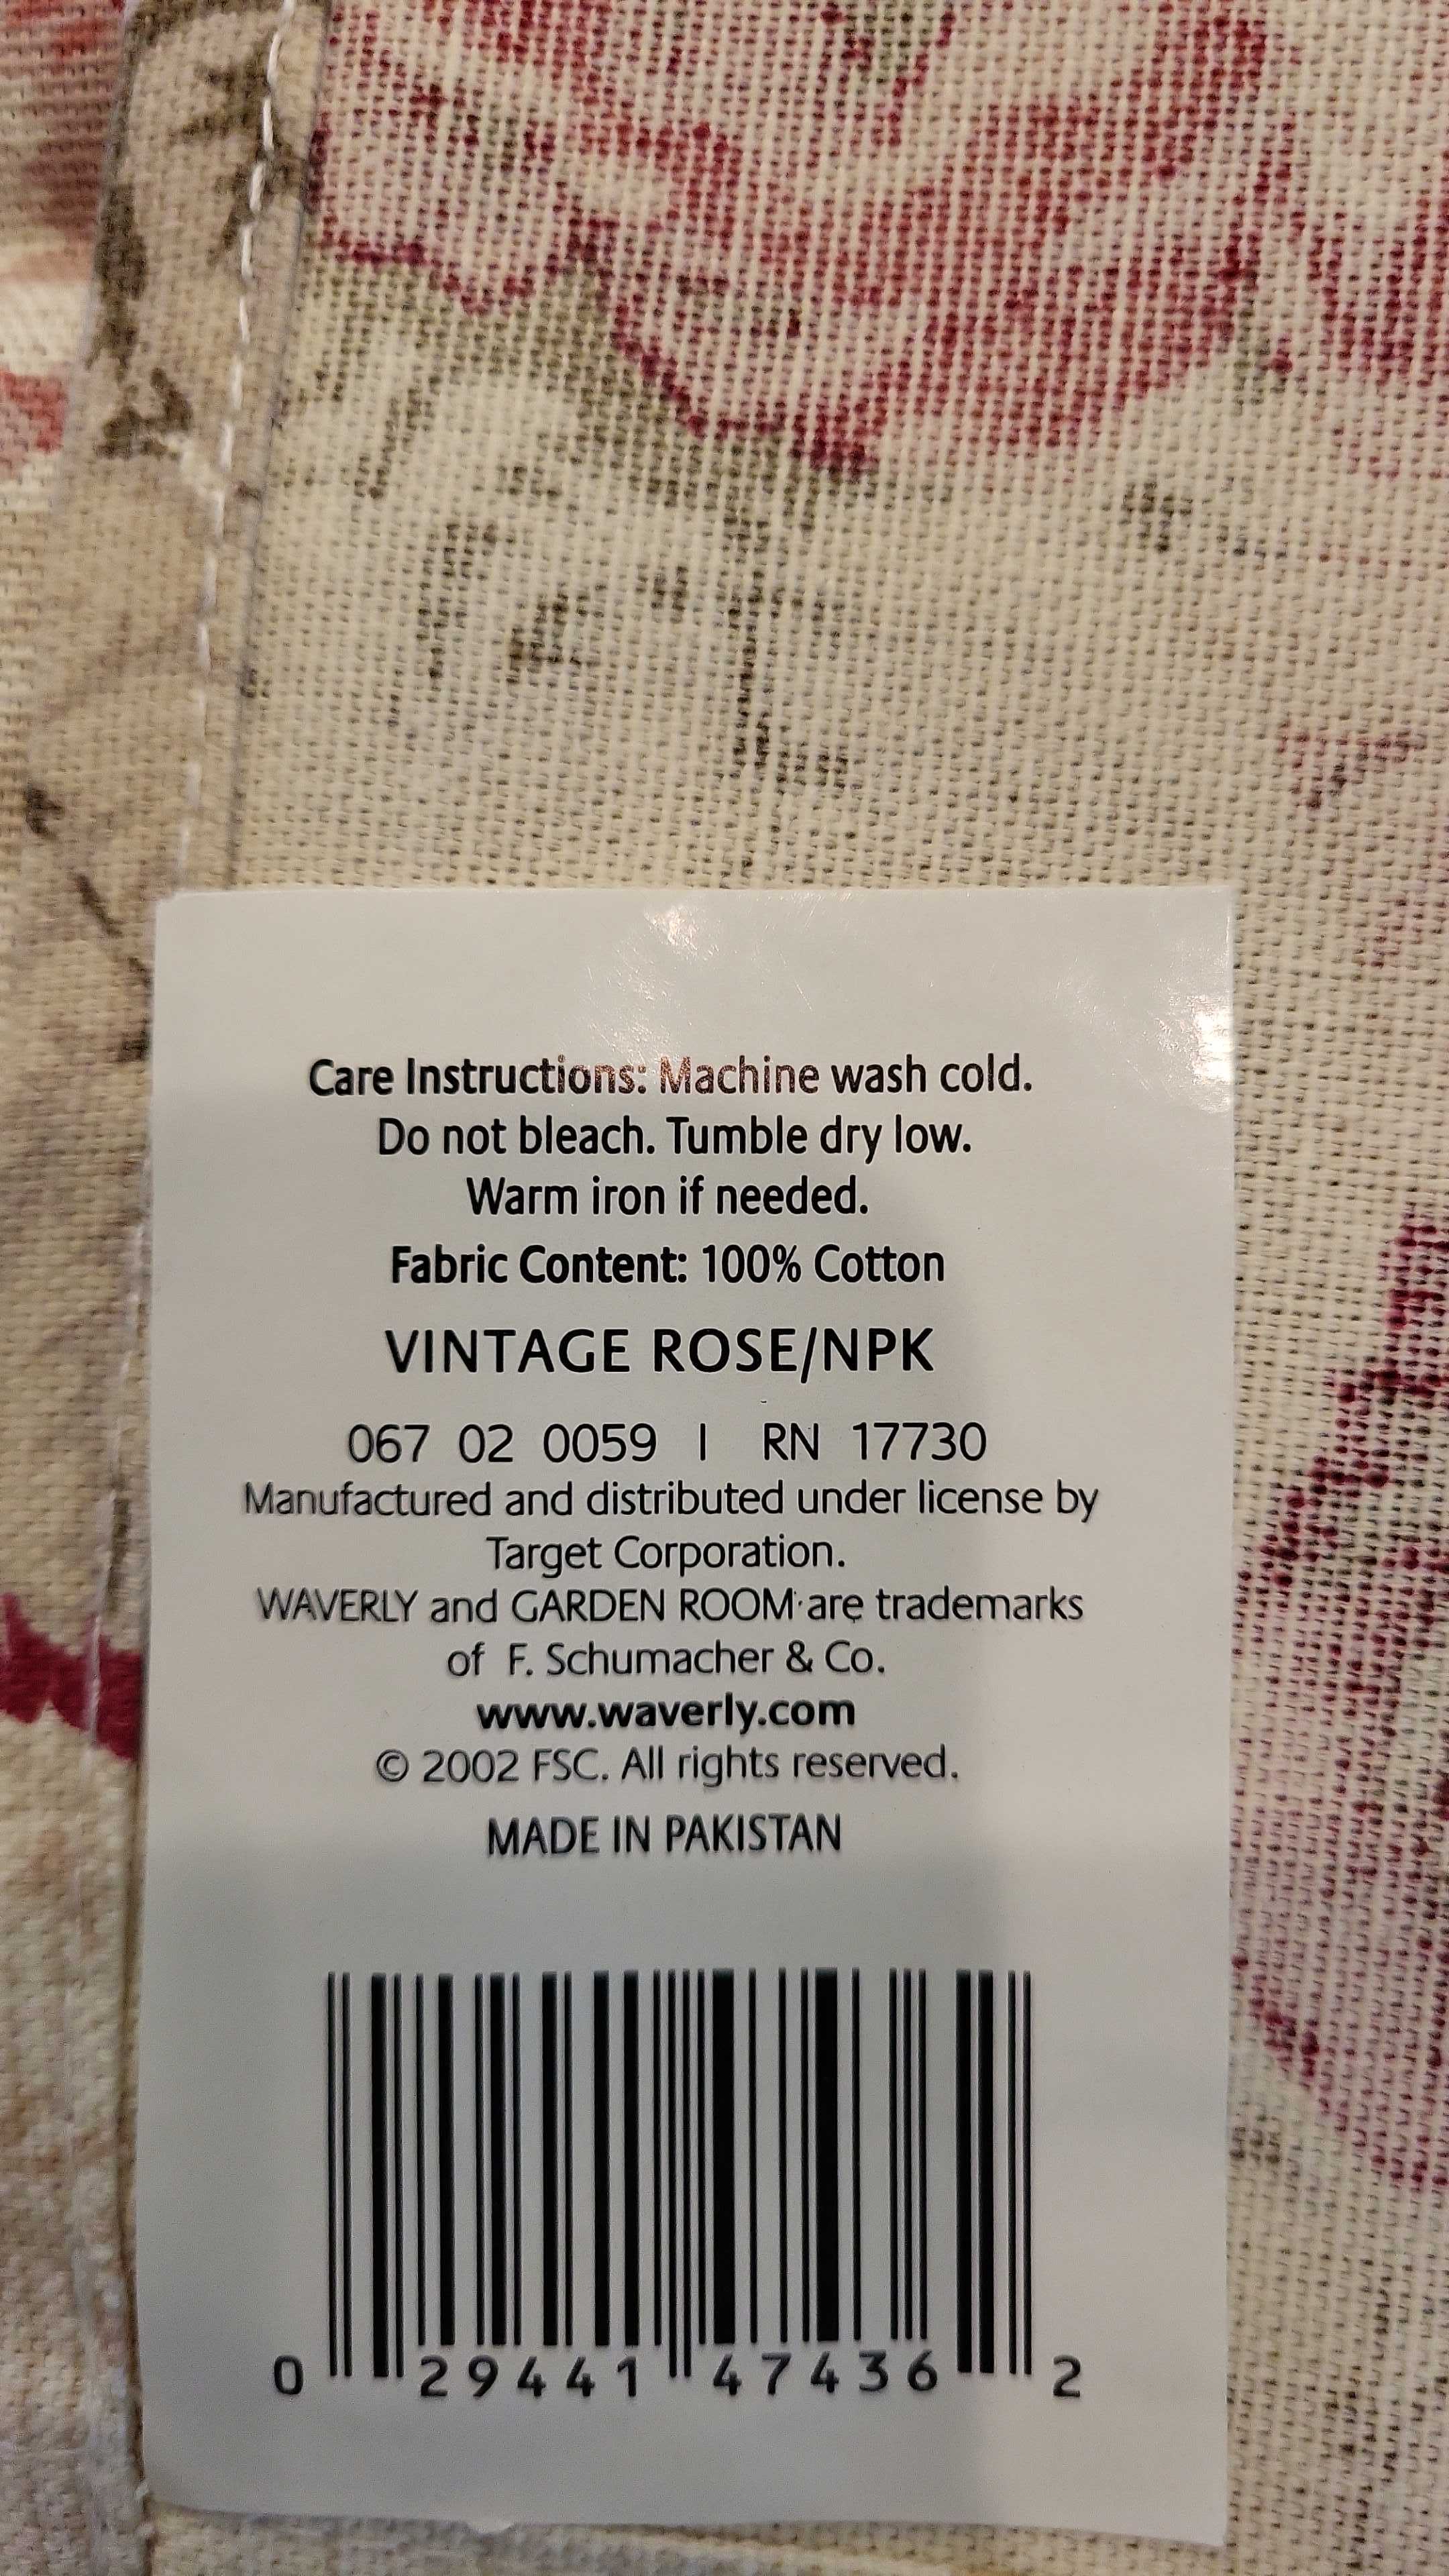 Care Instructions: Machine wash cold.
Do not bleach. Tumble dry low.
Warm iron if needed.
Fabric Content: 100% Cotton
VINTAGE ROSE/NPK
067 02 0059 | RN 17730
Manufactured and distributed under license by
Target Corporation.
WAVERLY and GARDEN ROOM are trademarks
of F. Schumacher & Co.
www.waverly.com
© 2002 FSC. All rights reserved.
MADE IN PAKISTAN
0 29441 47436 2